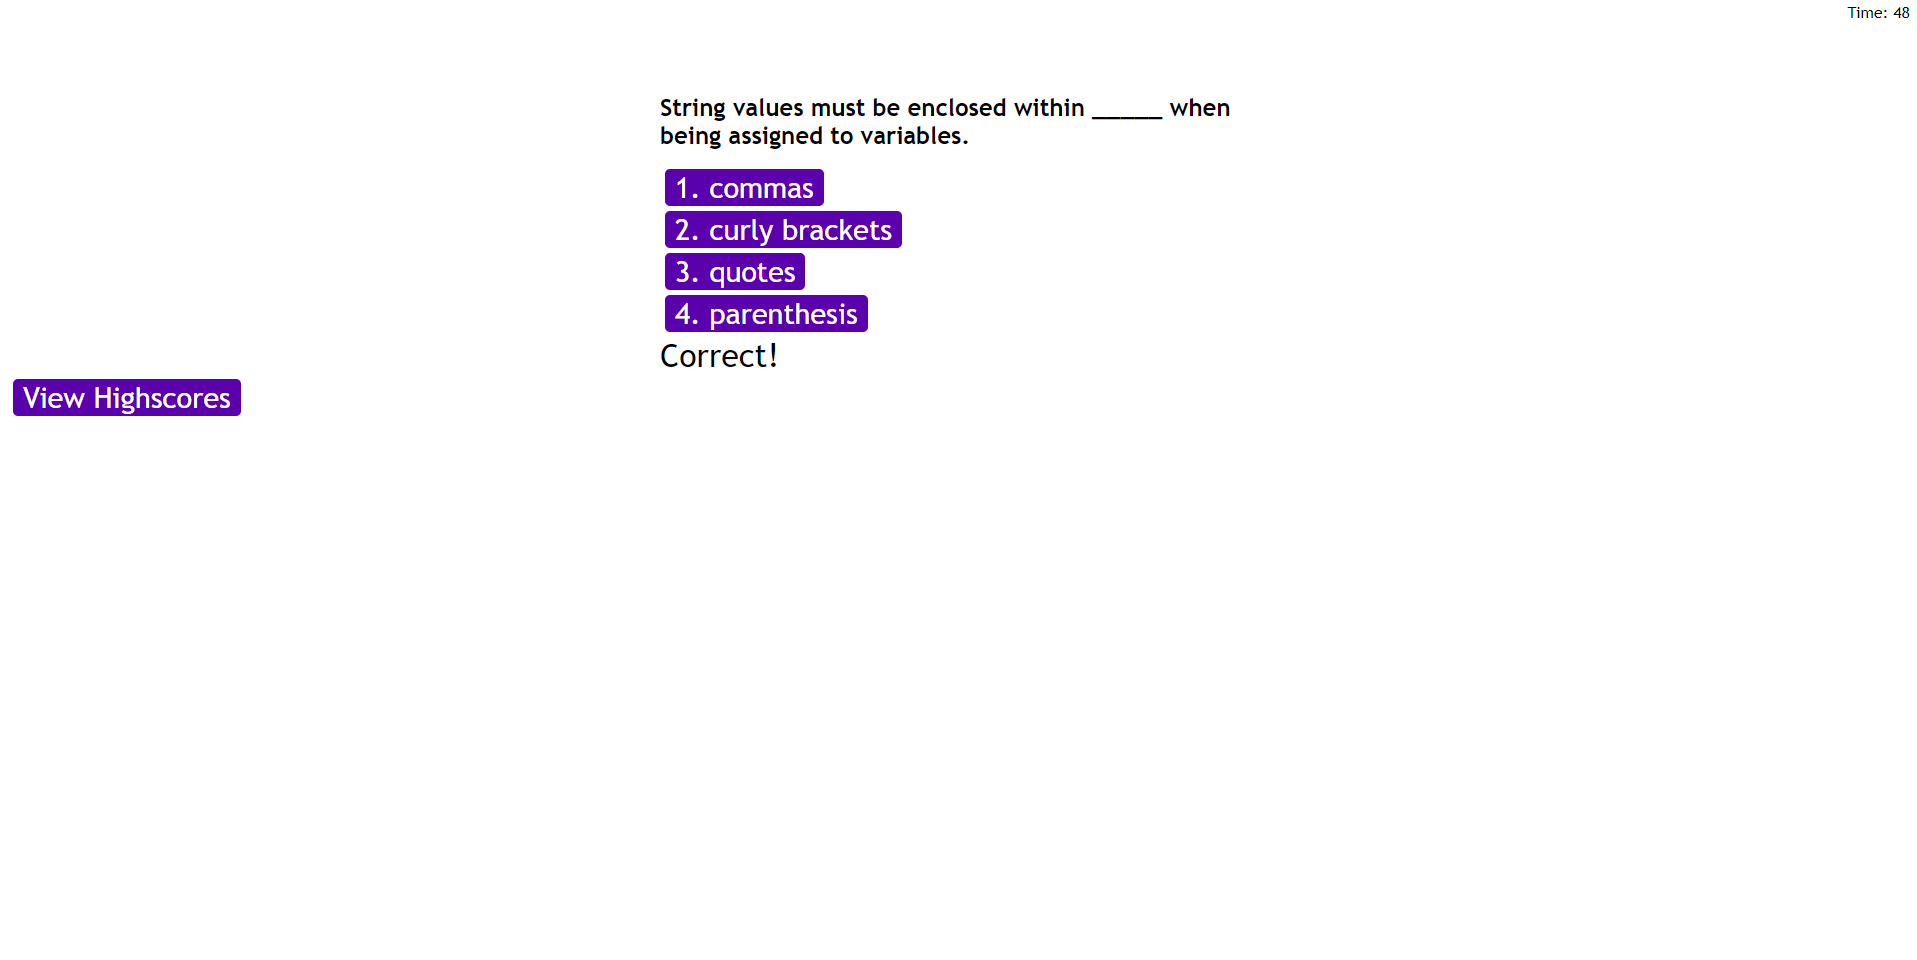 Time: 48
String values must be enclosed within _____ when
being assigned to variables.
1. commas
2. curly brackets
3. quotes
4. parenthesis
Correct!
View Highscores